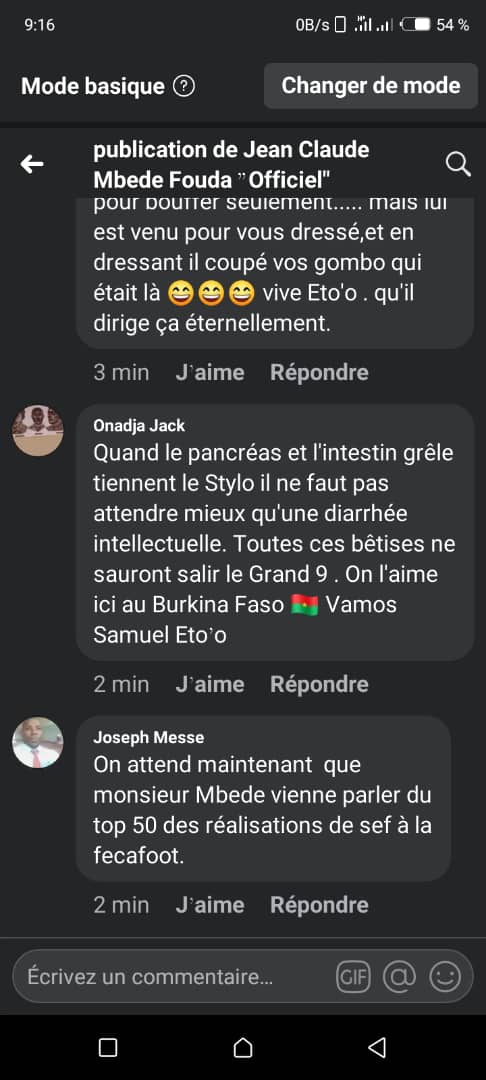 9:16
0B/s
54 %
Mode basique
Changer de mode
publication de Jean Claude
Mbede Fouda ”Officiel"
pour bouffer seulement..... mais lui
est venu pour vous dressé,et en
dressant il coupé vos gombo qui
était là 😄😄😄 vive Eto'o . qu'il
dirige ça éternellement.
3 min J’aime Répondre
Onadja Jack
Quand le pancréas et l'intestin grêle
tiennent le Stylo il ne faut pas
attendre mieux qu'une diarrhée
intellectuelle. Toutes ces bêtises ne
sauront salir le Grand 9 . On l'aime
ici au Burkina Faso 🇧🇫 Vamos
Samuel Eto’o
2 min J’aime Répondre
Joseph Messe
On attend maintenant que
monsieur Mbede vienne parler du
top 50 des réalisations de sef à la
fecafoot.
2 min J’aime Répondre
Écrivez un commentaire...
GIF